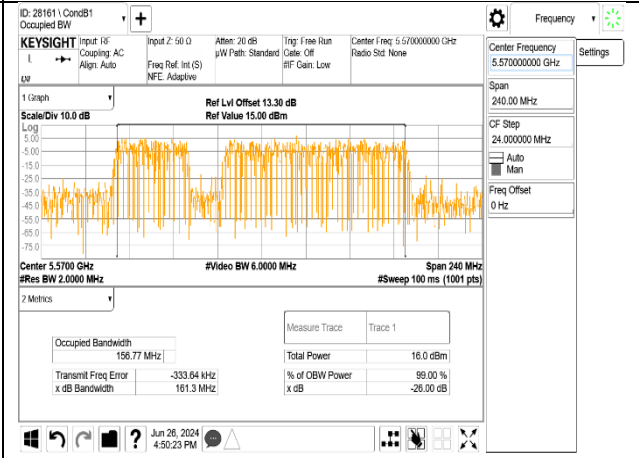 ID: 28161 \ CondB1
Occupied BW
Frequency
KEYSIGHT
L
Input: RF
Coupling: AC
Align: Auto
Input Z: 50 Ω
Freq Ref: Int (S)
NFE: Adaptive
Atten: 20 dB
µW Path: Standard
Trig: Free Run
Gate: Off
#IF Gain: Low
Center Freq: 5.570000000 GHz
Radio Std: None
Center Frequency
5.57000000 GHz
Settings
Span
240.00 MHz
CF Step
24.000000 MHz
Auto
Man
Freq Offset
0 Hz
1 Graph
Scale/Div 10.0 dB
Ref Lvl Offset 13.30 dB
Ref Value 15.00 dBm
Log
5.00
-5.00
-15.0
-25.0
-35.0
-45.0
-55.0
-65.0
-75.0
Center 5.5700 GHz
#Res BW 2.0000 MHz
#Video BW 6.0000 MHz
Span 240 MHz
#Sweep 100 ms (1001 pts)
2 Metrics
Measure Trace
Trace 1
Occupied Bandwidth
156.77 MHz
Total Power
16.0 dBm
Transmit Freq Error
-333.64 kHz
% of OBW Power
99.00 %
x dB Bandwidth
161.3 MHz
x dB
-26.00 dB
?
Jun 26, 2024
4:50:23 PM